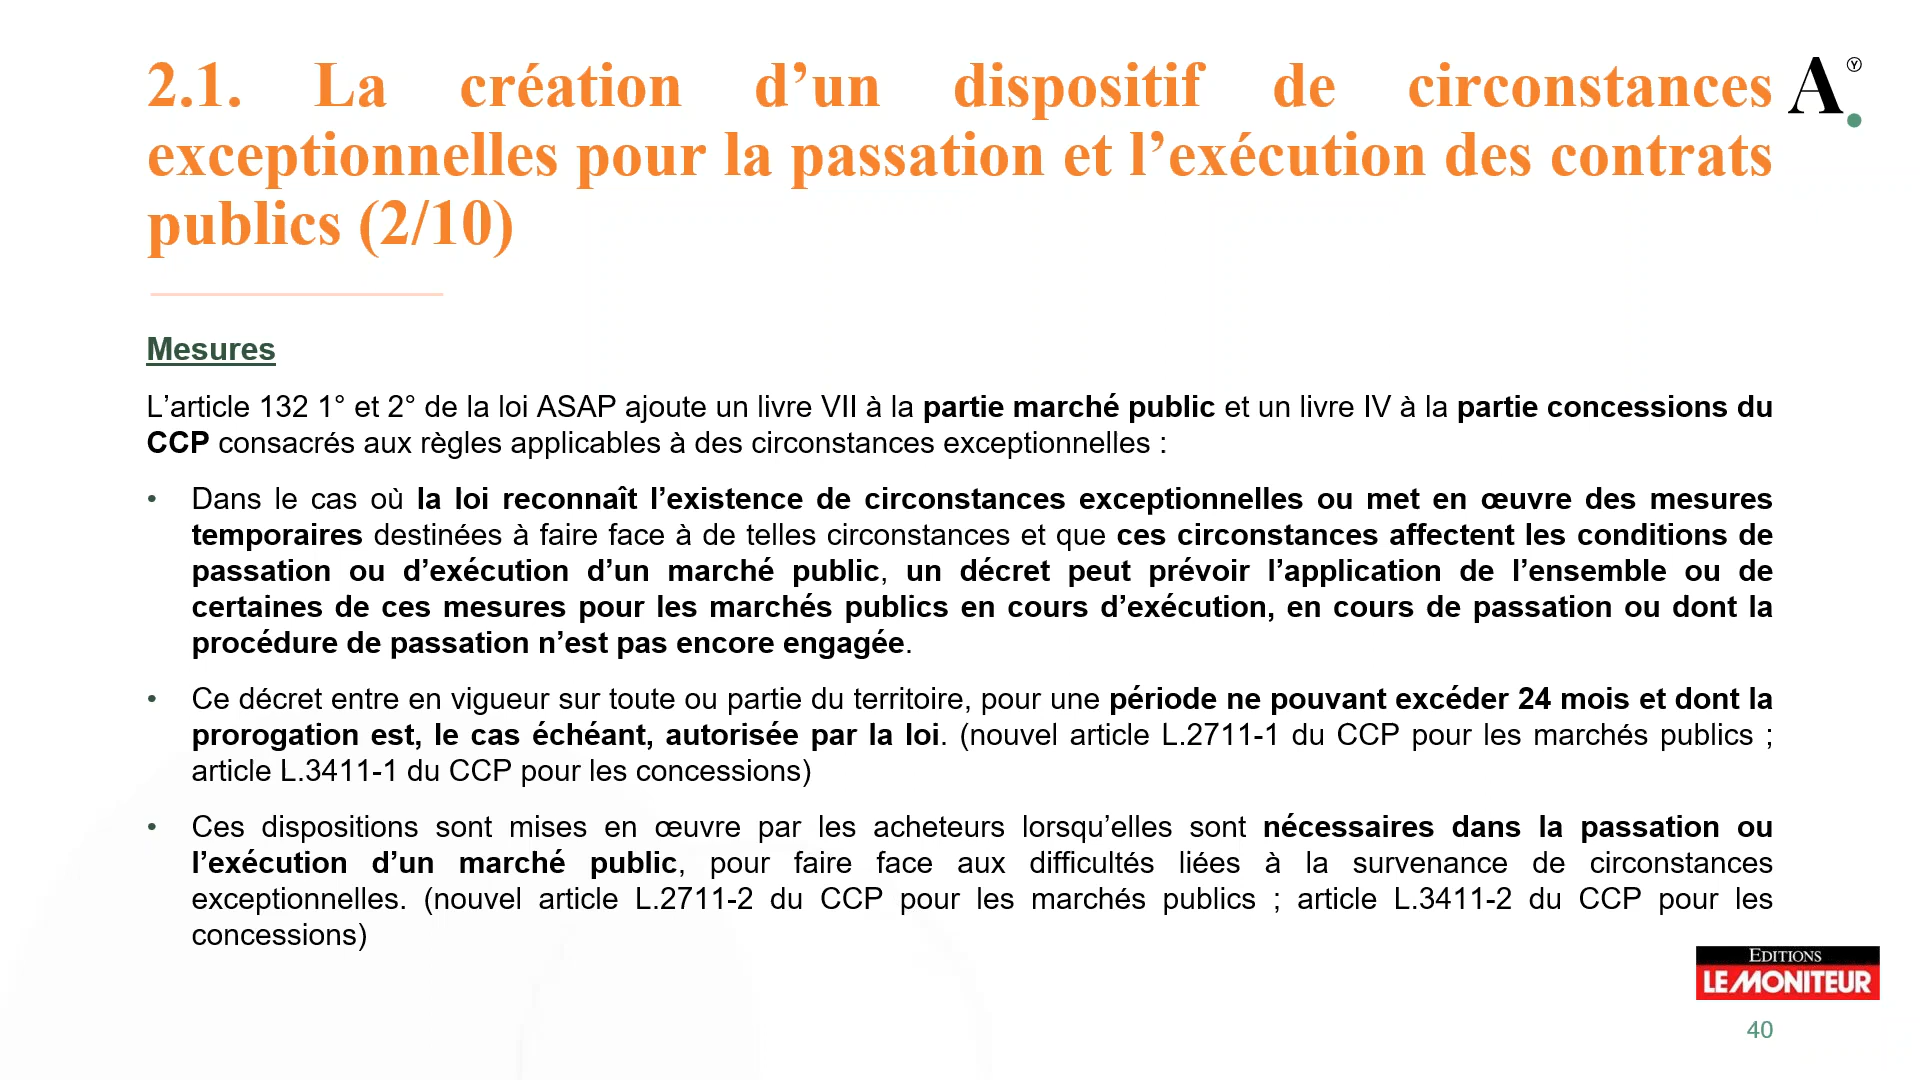 2.1. La création d’un dispositif de circonstances
exceptionnelles pour la passation et l’exécution des contrats
publics (2/10)
A
Y
Mesures
L’article 132 1° et 2° de la loi ASAP ajoute un livre VII à la partie marché public et un livre IV à la partie concessions du
CCP consacrés aux règles applicables à des circonstances exceptionnelles :
• Dans le cas où la loi reconnaît l’existence de circonstances exceptionnelles ou met en œuvre des mesures
temporaires destinées à faire face à de telles circonstances et que ces circonstances affectent les conditions de
passation ou d’exécution d’un marché public, un décret peut prévoir l’application de l’ensemble ou de
certaines de ces mesures pour les marchés publics en cours d’exécution, en cours de passation ou dont la
procédure de passation n’est pas encore engagée.
• Ce décret entre en vigueur sur toute ou partie du territoire, pour une période ne pouvant excéder 24 mois et dont la
prorogation est, le cas échéant, autorisée par la loi. (nouvel article L.2711-1 du CCP pour les marchés publics ;
article L.3411-1 du CCP pour les concessions)
• Ces dispositions sont mises en œuvre par les acheteurs lorsqu’elles sont nécessaires dans la passation ou
l’exécution d’un marché public, pour faire face aux difficultés liées à la survenance de circonstances
exceptionnelles. (nouvel article L.2711-2 du CCP pour les marchés publics ; article L.3411-2 du CCP pour les
concessions)
EDITIONS
LE MONITEUR
40